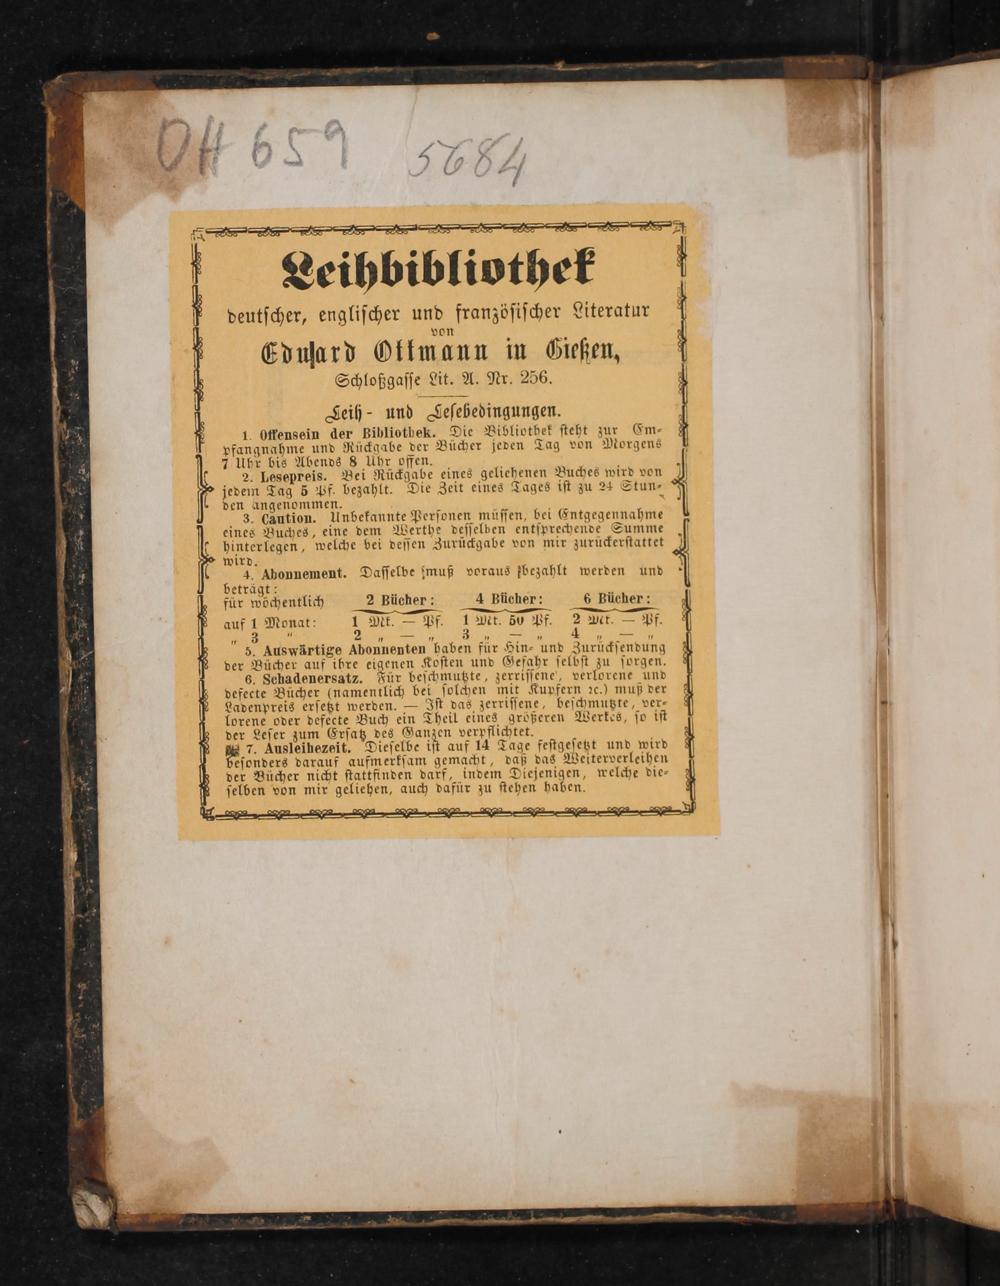 OH 659 5684
Leihbibliothek
deutscher, englischer und französischer Literatur
von
Eduard Ottmann in Gießen,
Schloßgasse Lit. A. Nr. 256.
Leih- und Lesebedingungen.
1. Offensein der Bibliothek. Die Bibliothek steht zur Em-
pfangnahme und Rückgabe der Bücher jeden Tag von Morgens
7 Uhr bis Abends 8 Uhr offen.
2. Lesepreis. Bei Rückgabe eines geliehenen Buches wird von
jedem Tag 5 Pf. bezahlt. Die Zeit eines Tages ist zu 24 Stun-
den angenommen.
3. Caution. Unbekannte Personen müssen, bei Entgegennahme
eines Buches, eine dem Werthe desselben entsprechende Summe
hinterlegen, welche bei dessen Zurückgabe von mir zurückerstattet
wird.
4. Abonnement. Dasselbe muß voraus bezahlt werden und
beträgt:
für wöchentlich 2 Bücher: 4 Bücher: 6 Bücher:
auf 1 Monat: 1 Mk. — Pf. 1 Mk. 50 Pf. 2 Mk. — Pf.
„ 3 „ 2 „ — „ 3 „ — „ 4 „ — „
5. Auswärtige Abonnenten haben für Hin- und Zurücksendung
der Bücher auf ihre eigenen Kosten und Gefahr selbst zu sorgen.
6. Schadenersatz. Für beschmutzte, zerrissene, verlorene und
defecte Bücher (namentlich bei solchen mit Kupfern ꝛc.) muß der
Ladenpreis ersetzt werden. — Ist das zerrissene, beschmutzte, ver-
lorene oder defecte Buch ein Theil eines größeren Werkes, so ist
der Leser zum Ersatz des Ganzen verpflichtet.
7. Ausleihezeit. Dieselbe ist auf 14 Tage festgesetzt und wird
besonders darauf aufmerksam gemacht, daß das Weiterverleihen
der Bücher nicht stattfinden darf, indem Diejenigen, welche die-
selben von mir geliehen, auch dafür zu stehen haben.